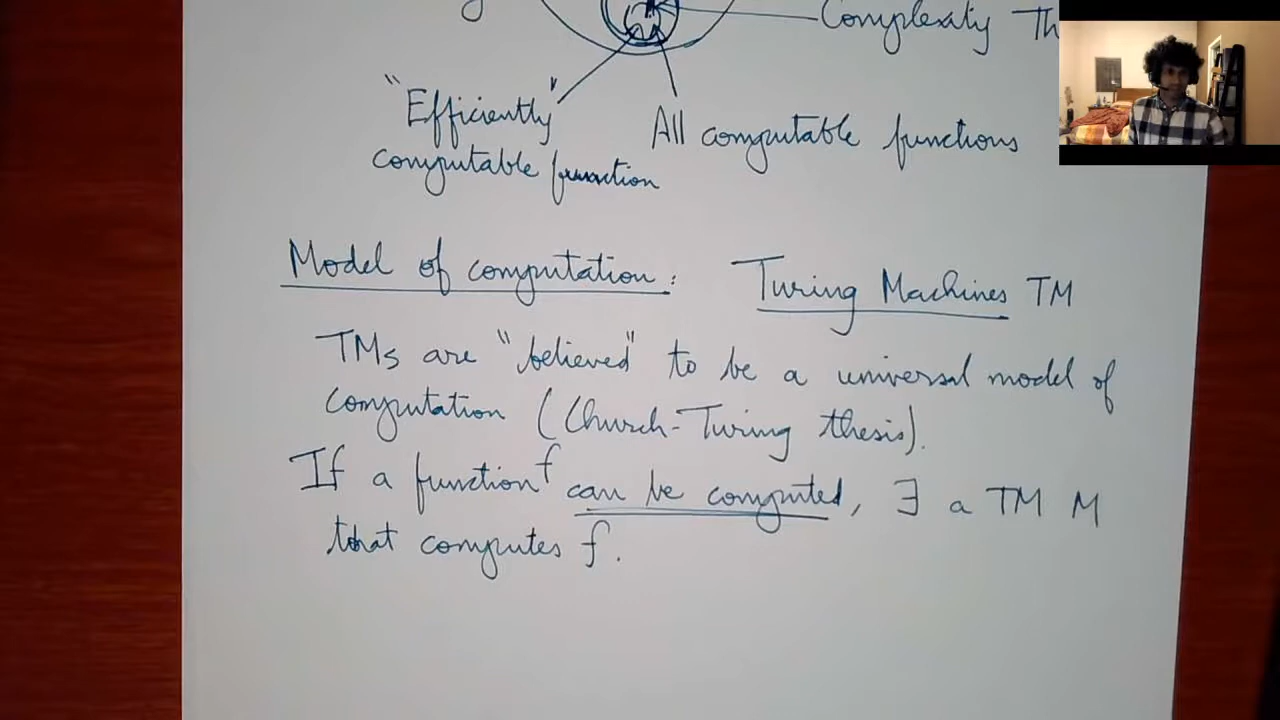 Complexity Th
"Efficiently"
computable function
All computable functions
Model of computation: Turing Machines TM
TMs are "believed" to be a universal model of
computation (Church-Turing thesis).
If a function f can be computed, ∃ a TM M
that computes f.